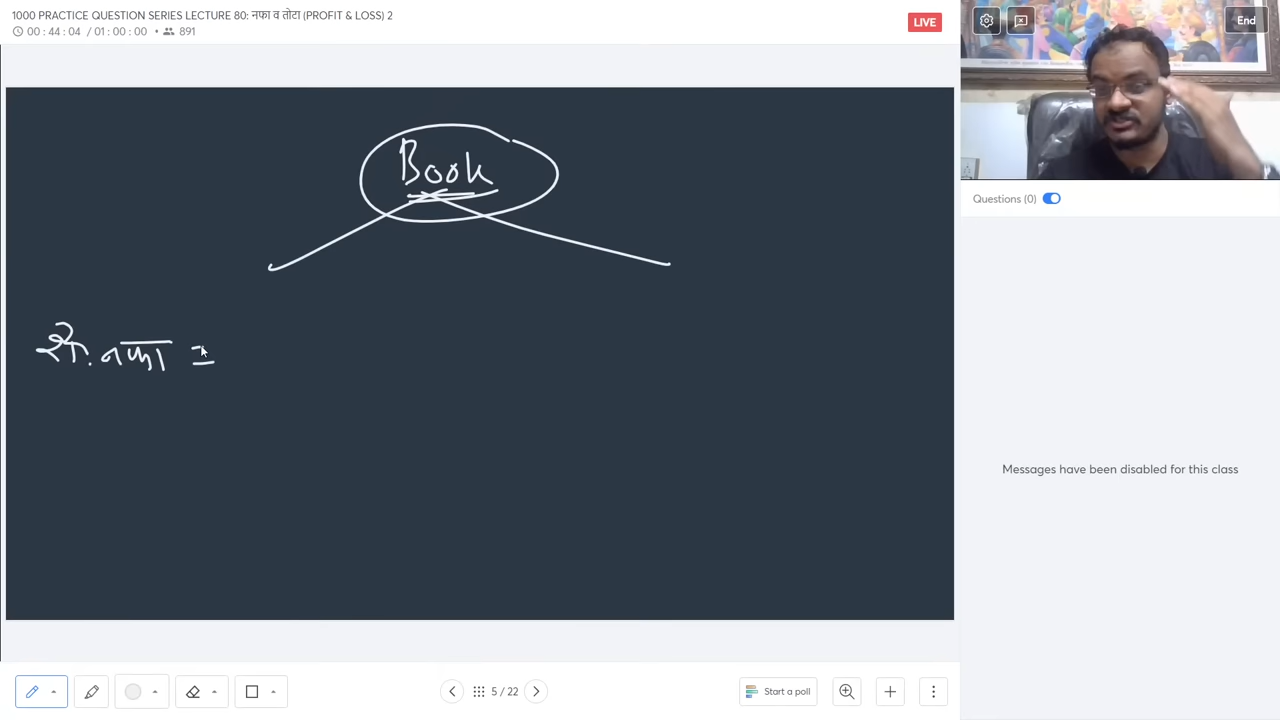 1000 PRACTICE QUESTION SERIES LECTURE 80: नफा व तोटा (PROFIT & LOSS) 2
00 : 44 : 04 / 01 : 00 : 00 • 891
LIVE
End
Book
शे. नफा =
Questions (0)
Messages have been disabled for this class
5 / 22
Start a poll